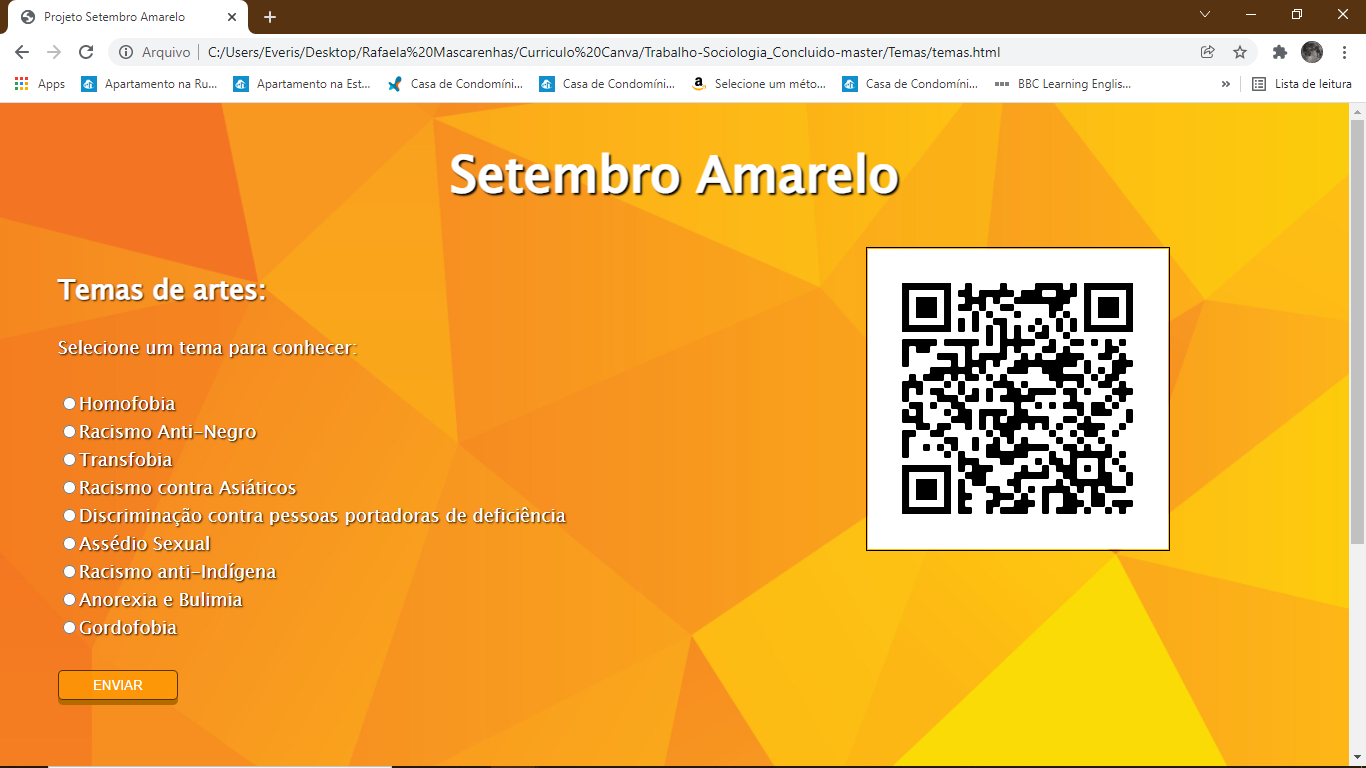 Projeto Setembro Amarelo
Arquivo
C:/Users/Everis/Desktop/Rafaela%20Mascarenhas/Curriculo%20Canva/Trabalho-Sociologia_Concluido-master/Temas/temas.html
Apps
Apartamento na Ru...
Apartamento na Est...
Casa de Condomíni...
Casa de Condomíni...
Selecione um méto...
Casa de Condomíni...
BBC Learning Englis...
»
Lista de leitura
Setembro Amarelo
Temas de artes:
Selecione um tema para conhecer:
Homofobia
Racismo Anti-Negro
Transfobia
Racismo contra Asiáticos
Discriminação contra pessoas portadoras de deficiência
Assédio Sexual
Racismo anti-Indígena
Anorexia e Bulimia
Gordofobia
ENVIAR